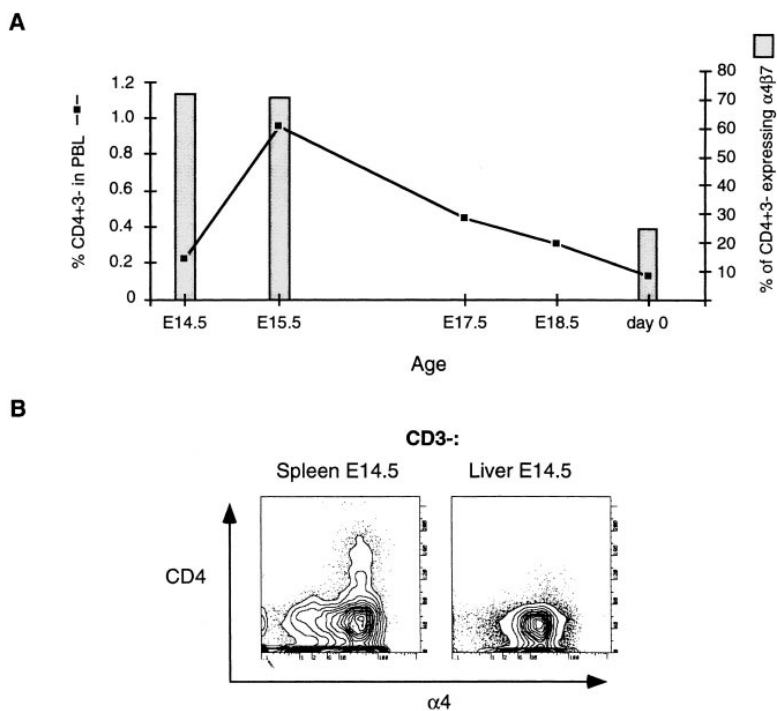 A
% CD4+3- in PBL -■-
1.2
1.0
0.8
0.6
0.4
0.2
0
80
70
60
50
40
30
20
10
% of CD4+3- expressing α4β7
E14.5 E15.5 E17.5 E18.5 day 0
Age
B
CD3-:
Spleen E14.5 Liver E14.5
CD4
α4